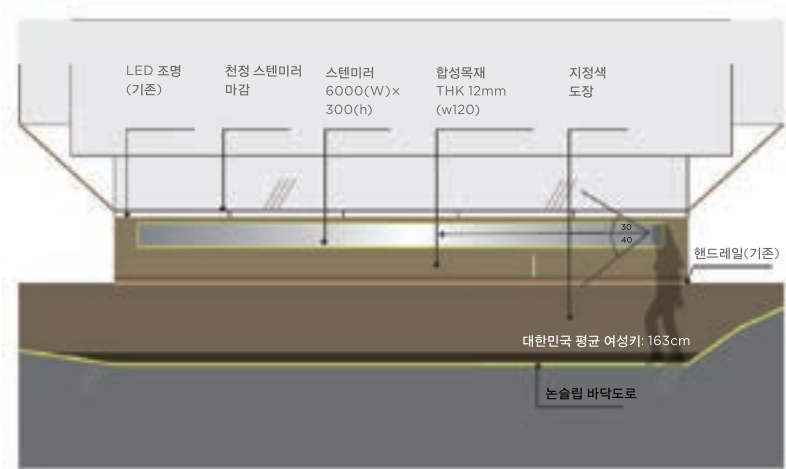 LED 조명
(기존)
천정 스텐미러
마감
스텐미러
6000(W)×
300(h)
합성목재
THK 12mm
(w120)
지정색
도장
30
40
핸드레일(기존)
대한민국 평균 여성키: 163cm
논슬립 바닥도로